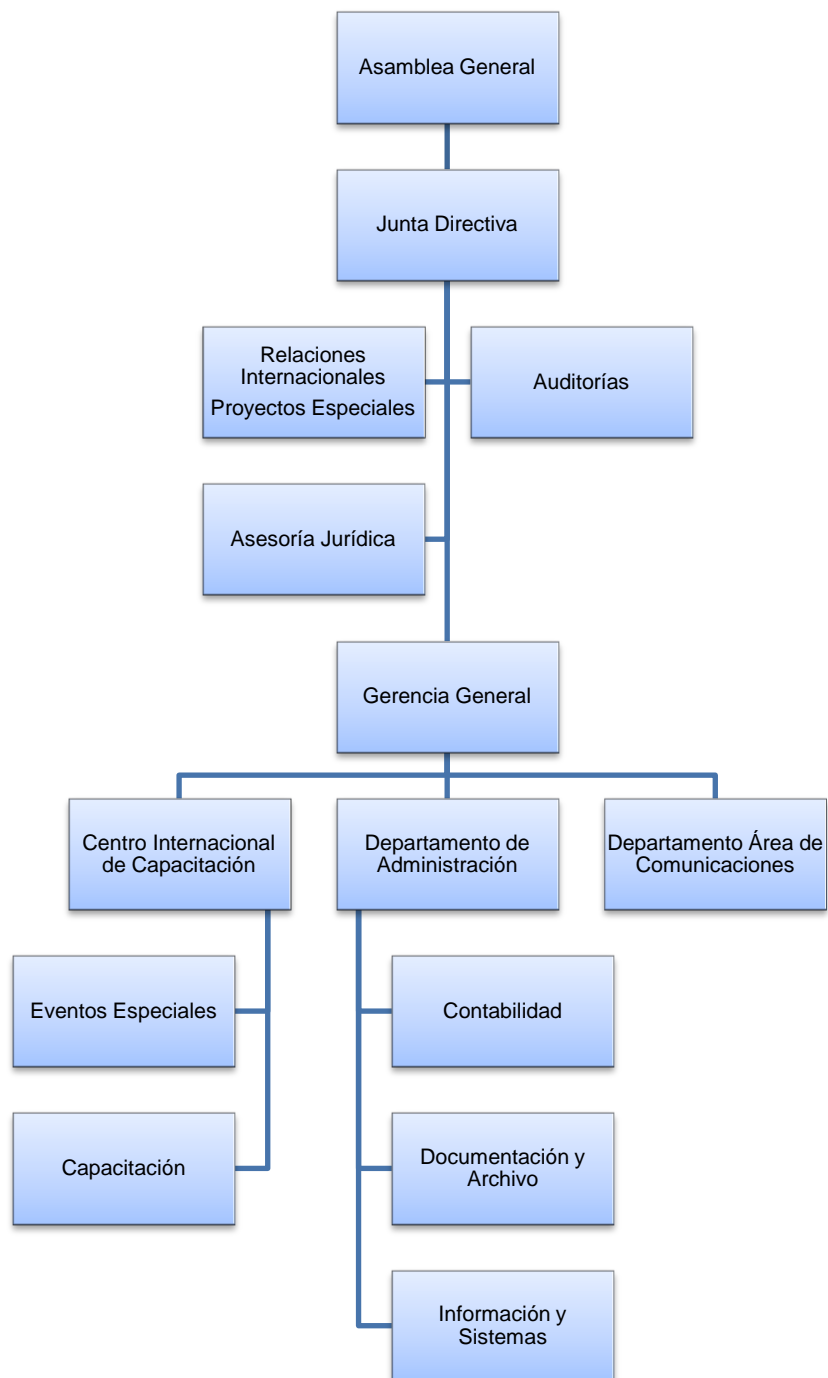 Asamblea General
Junta Directiva
Relaciones
Internacionales
Proyectos Especiales
Auditorías
Asesoría Jurídica
Gerencia General
Centro Internacional
de Capacitación
Departamento de
Administración
Departamento Área de
Comunicaciones
Eventos Especiales
Contabilidad
Capacitación
Documentación y
Archivo
Información y
Sistemas